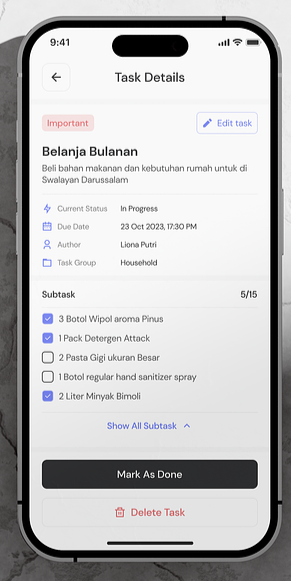 9:41
Task Details
Important
Edit task
Belanja Bulanan
Beli bahan makanan dan kebutuhan rumah untuk di
Swalayan Darussalam
Current Status In Progress
Due Date 23 Oct 2023, 17:30 PM
Author Liona Putri
Task Group Household
Subtask 5/15
3 Botol Wipol aroma Pinus
1 Pack Detergen Attack
2 Pasta Gigi ukuran Besar
1 Botol regular hand sanitizer spray
2 Liter Minyak Bimoli
Show All Subtask
Mark As Done
Delete Task